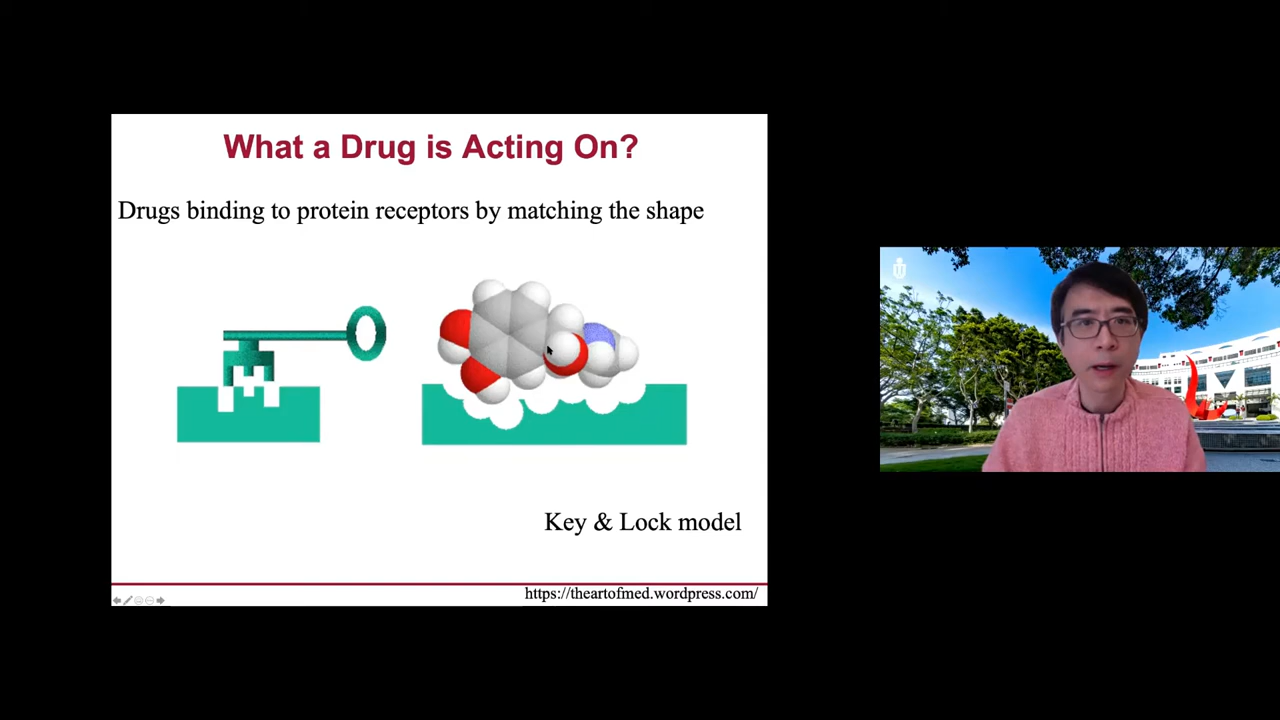 What a Drug is Acting On?
Drugs binding to protein receptors by matching the shape
Key & Lock model
https://theartofmed.wordpress.com/